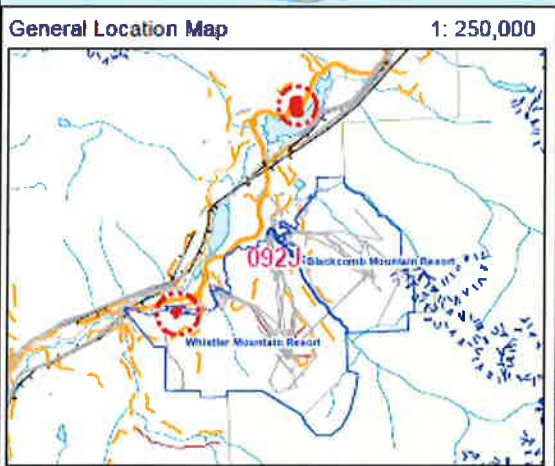 General Location Map
1: 250,000
092J
Blackcomb Mountain Resort
Whistler Mountain Resort